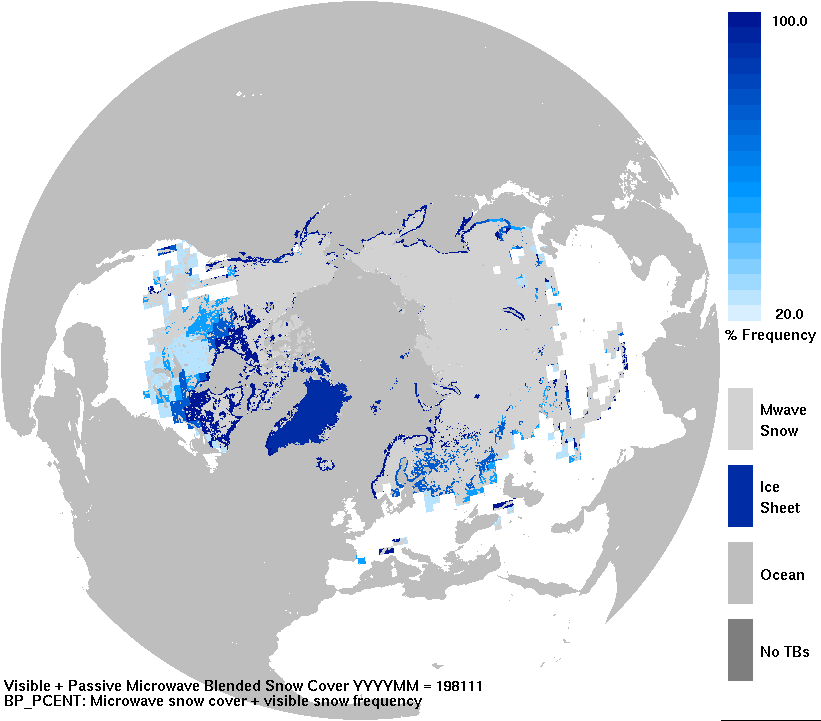 100.0
20.0
% Frequency
Mwave
Snow
Ice
Sheet
Ocean
No TBs
Visible + Passive Microwave Blended Snow Cover YYYYMM = 198111
BP_PCENT: Microwave snow cover + visible snow frequency